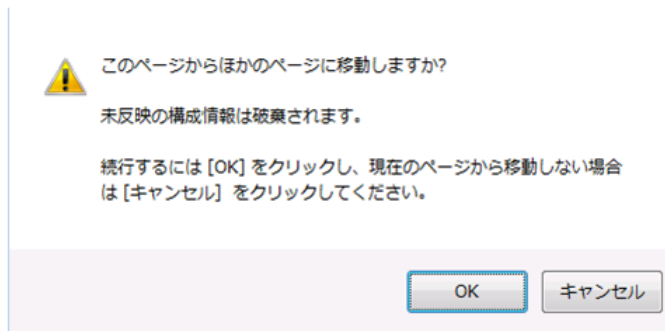 このページからほかのページに移動しますか?
未反映の構成情報は破棄されます。
続行するには [OK] をクリックし、現在のページから移動しない場合
は [キャンセル] をクリックしてください。
OK
キャンセル